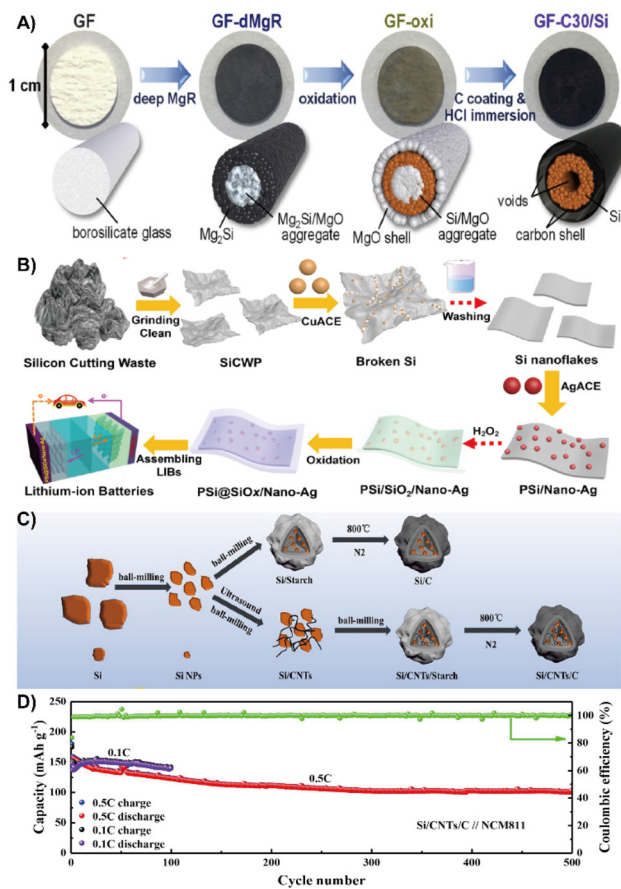 A)
GF
GF-dMgR
GF-oxi
GF-C30/Si
1 cm
deep MgR
oxidation
C coating &
HCl immersion
borosilicate glass
Mg2Si
Mg2Si/MgO
aggregate
MgO shell
Si/MgO
aggregate
voids
carbon shell
Si
B)
Grinding
Clean
CuACE
Washing
Silicon Cutting Waste
SiCWP
Broken Si
Si nanoflakes
AgACE
H2O2
Assembling
LIBs
Oxidation
Lithium-ion Batteries
PSi@SiOx/Nano-Ag
PSi/SiO2/Nano-Ag
PSi/Nano-Ag
C)
ball-milling
ball-milling
Ultrasound
ball-milling
800℃
N2
Si/Starch
Si/C
ball-milling
800℃
N2
Si
Si NPs
Si/CNTs
Si/CNTs/Starch
Si/CNTs/C
D)
Capacity (mAh g-1)
250
200
150
100
50
0
0.1C
0.5C
0.5C charge
0.5C discharge
0.1C charge
0.1C discharge
Si/CNTs/C // NCM811
100
80
60
40
20
0
Coulombic efficiency (%)
0
100
200
300
400
500
Cycle number